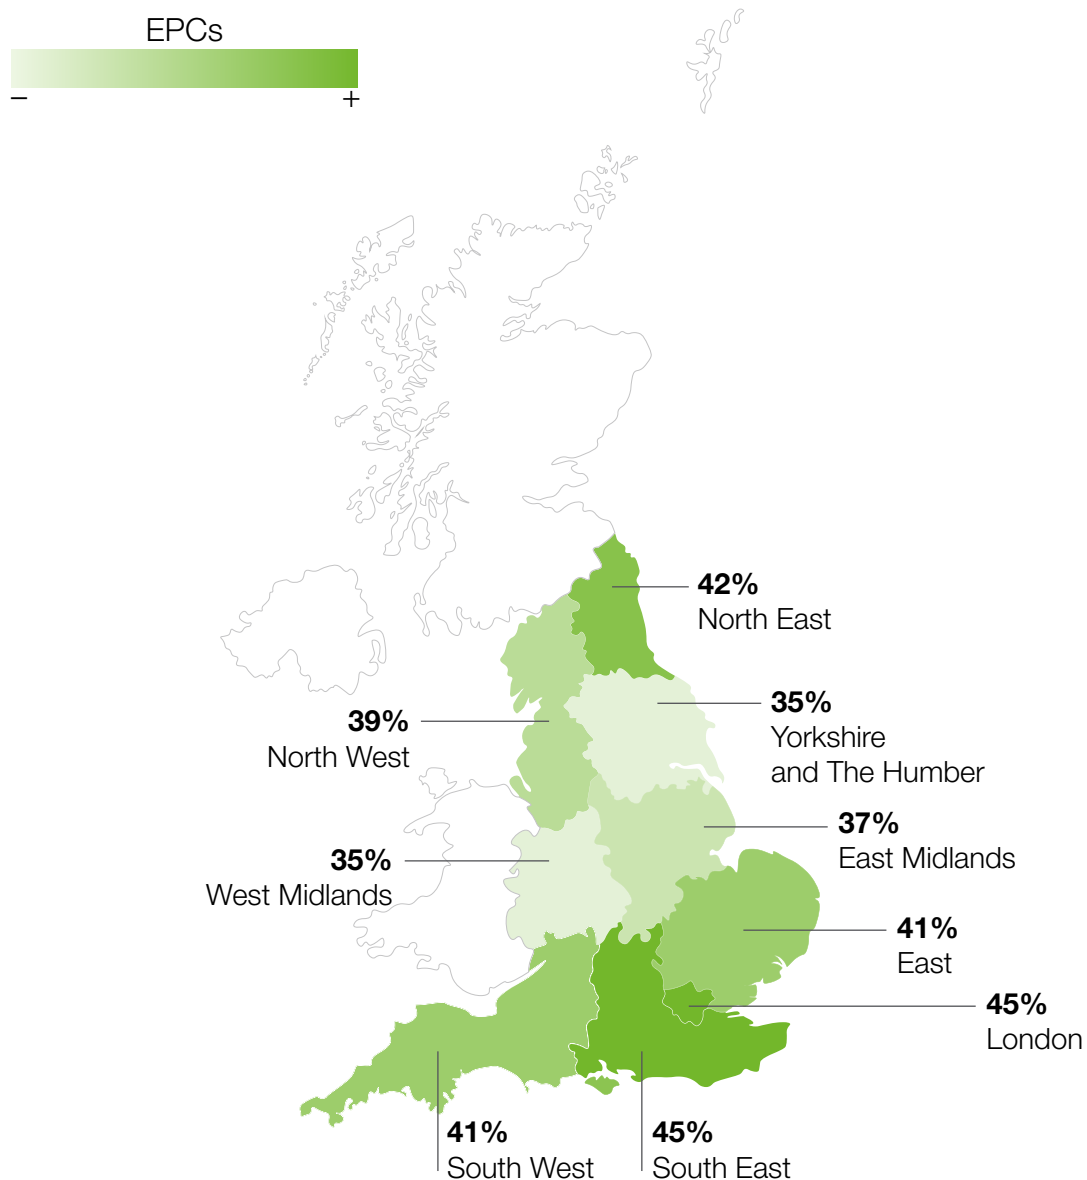 EPCs
– +
42%
North East
35%
Yorkshire
and The Humber
39%
North West
37%
East Midlands
35%
West Midlands
41%
East
45%
London
41%
South West
45%
South East